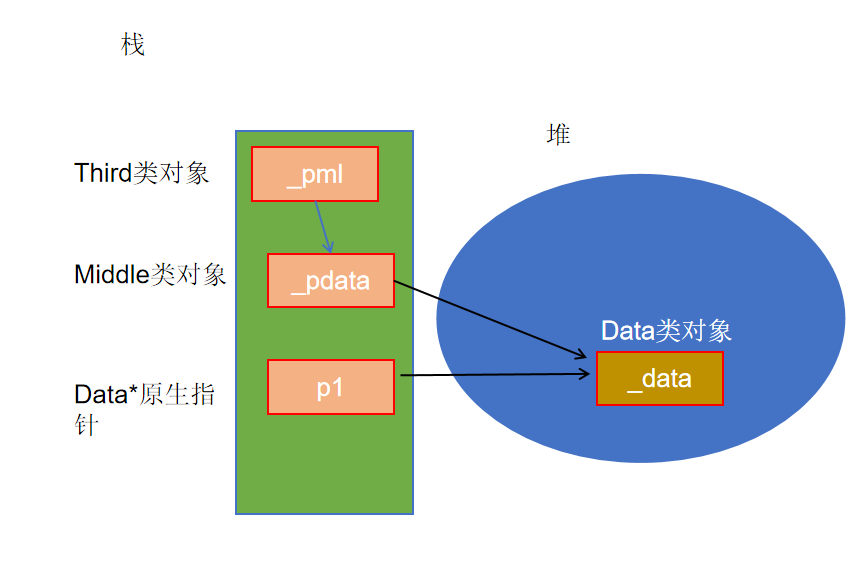 栈
堆
Third类对象
_pml
Middle类对象
_pdata
Data类对象
_data
Data*原生指
针
p1